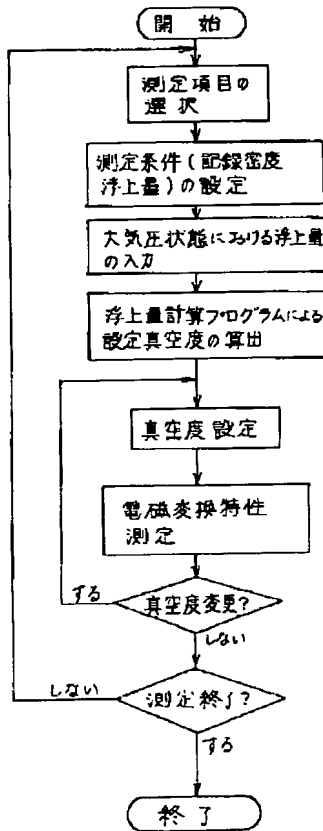 開始
測定項目の
選択
測定条件(記録密度
浮上量)の設定
大気圧状態における浮上量
の入力
浮上量計算プログラムによる
設定真空度の算出
真空度設定
電磁変換特性
測定
真空度変更?
する
しない
測定終了?
しない
する
終了